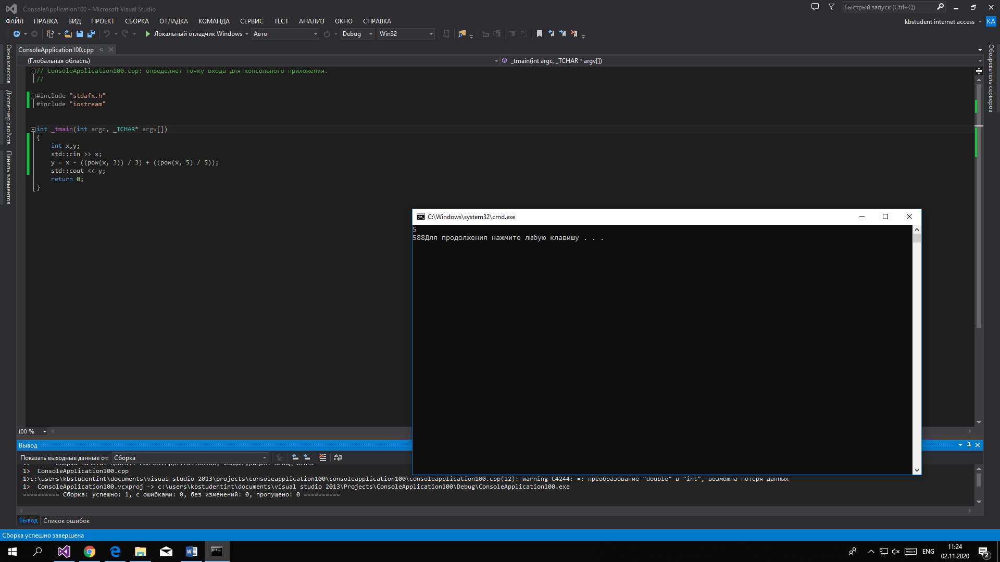 ConsoleApplication100 - Microsoft Visual Studio
Быстрый запуск (Ctrl+Q)
ФАЙЛ ПРАВКА ВИД ПРОЕКТ СБОРКА ОТЛАДКА КОМАНДА СЕРВИС ТЕСТ АНАЛИЗ ОКНО СПРАВКА
kbstudent internet access KA
Локальный отладчик Windows Авто Debug Win32
Окно классов
Диспетчер свойств
Панель элементов
Обозреватель серверов
ConsoleApplication100.cpp
(Глобальная область) _tmain(int argc, _TCHAR * argv[])
// ConsoleApplication100.cpp: определяет точку входа для консольного приложения.
//
#include "stdafx.h"
#include "iostream"
int _tmain(int argc, _TCHAR* argv[])
{
int x,y;
std::cin >> x;
y = x - ((pow(x, 3)) / 3) + ((pow(x, 5) / 5));
std::cout << y;
return 0;
}
C:\Windows\system32\cmd.exe
5
588Для продолжения нажмите любую клавишу . . .
100 %
Вывод
Показать выходные данные от: Сборка
1> ConsoleApplication100.cpp
1>c:\users\kbstudentint\documents\visual studio 2013\projects\consoleapplication100\consoleapplication100\consoleapplication100.cpp(12): warning C4244: =: преобразование "double" в "int", возможна потеря данных
1> ConsoleApplication100.vcxproj -> c:\users\kbstudentint\documents\visual studio 2013\Projects\ConsoleApplication100\Debug\ConsoleApplication100.exe
========== Сборка: успешно: 1, с ошибками: 0, без изменений: 0, пропущено: 0 ==========
Вывод Список ошибок
Сборка успешно завершена
ENG
11:24
02.11.2020
2